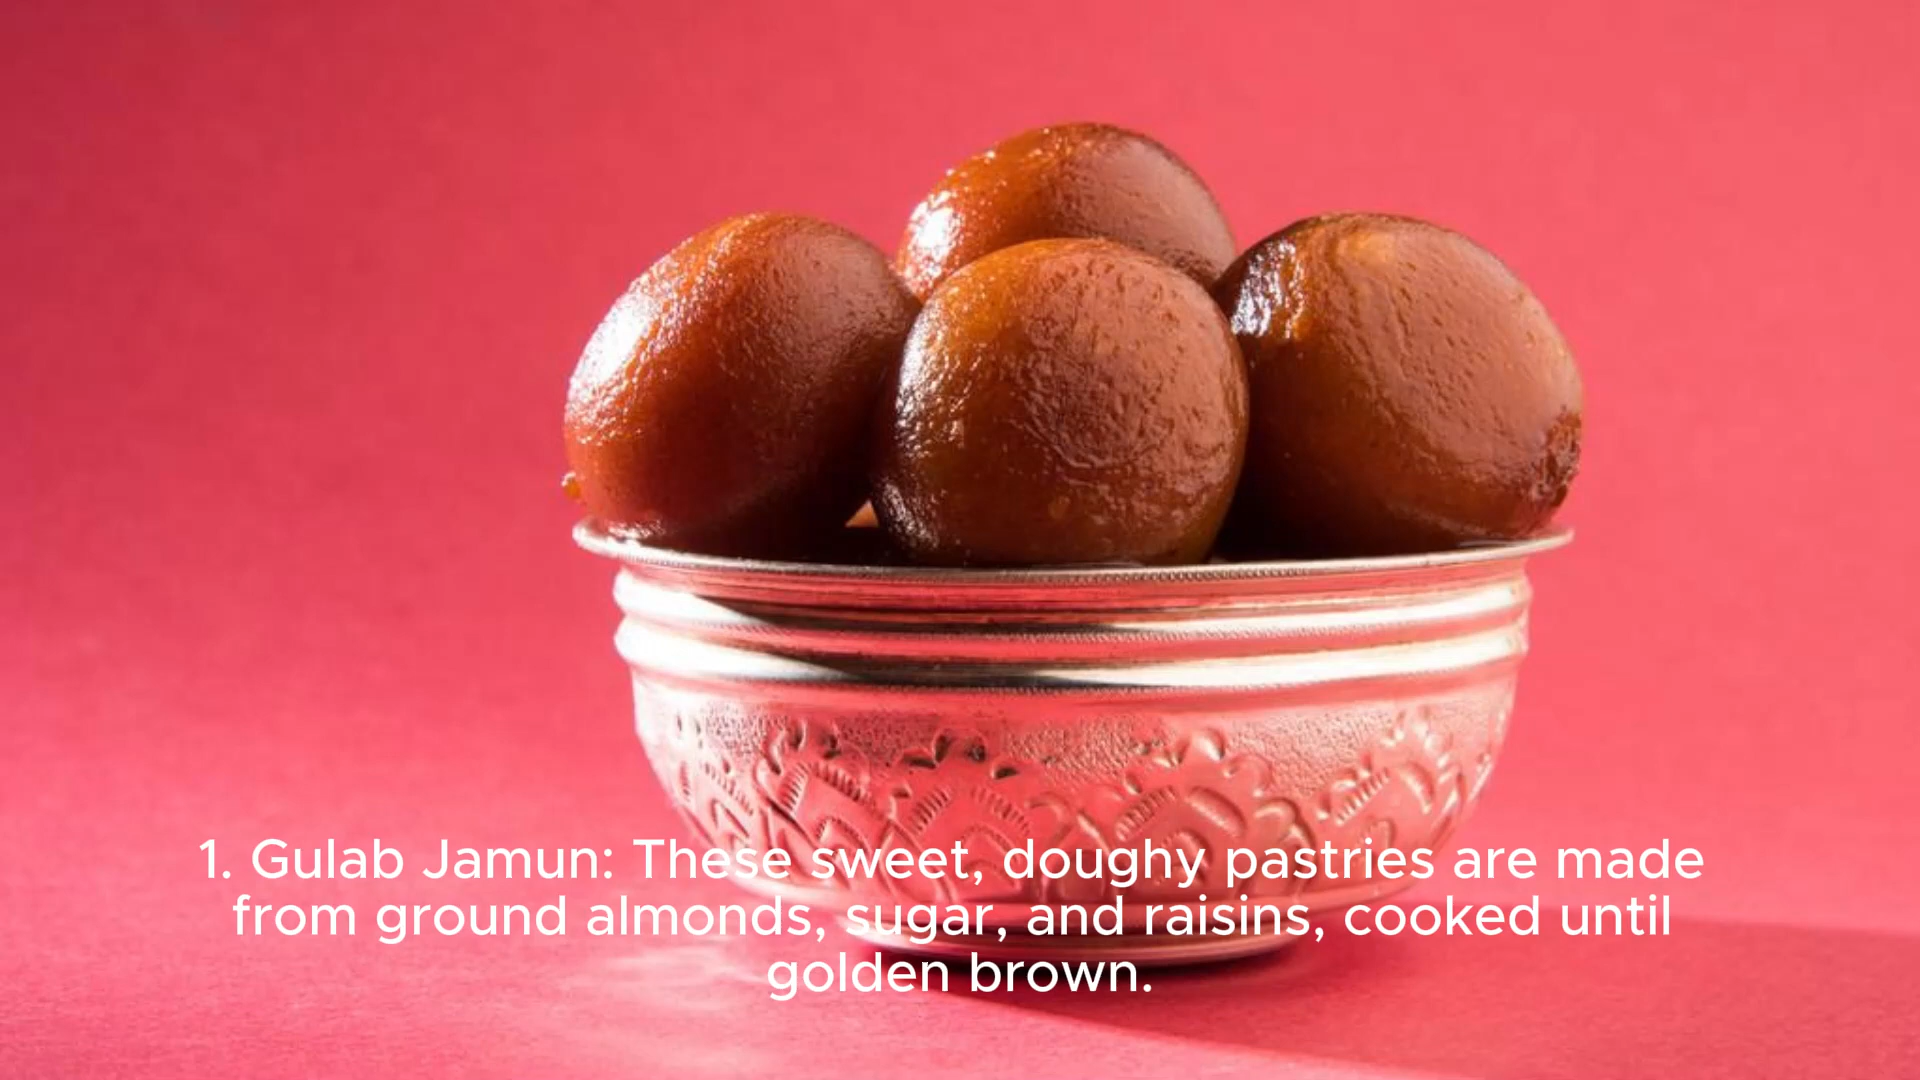 1. Gulab Jamun: These sweet, doughy pastries are made
from ground almonds, sugar, and raisins, cooked until
golden brown.